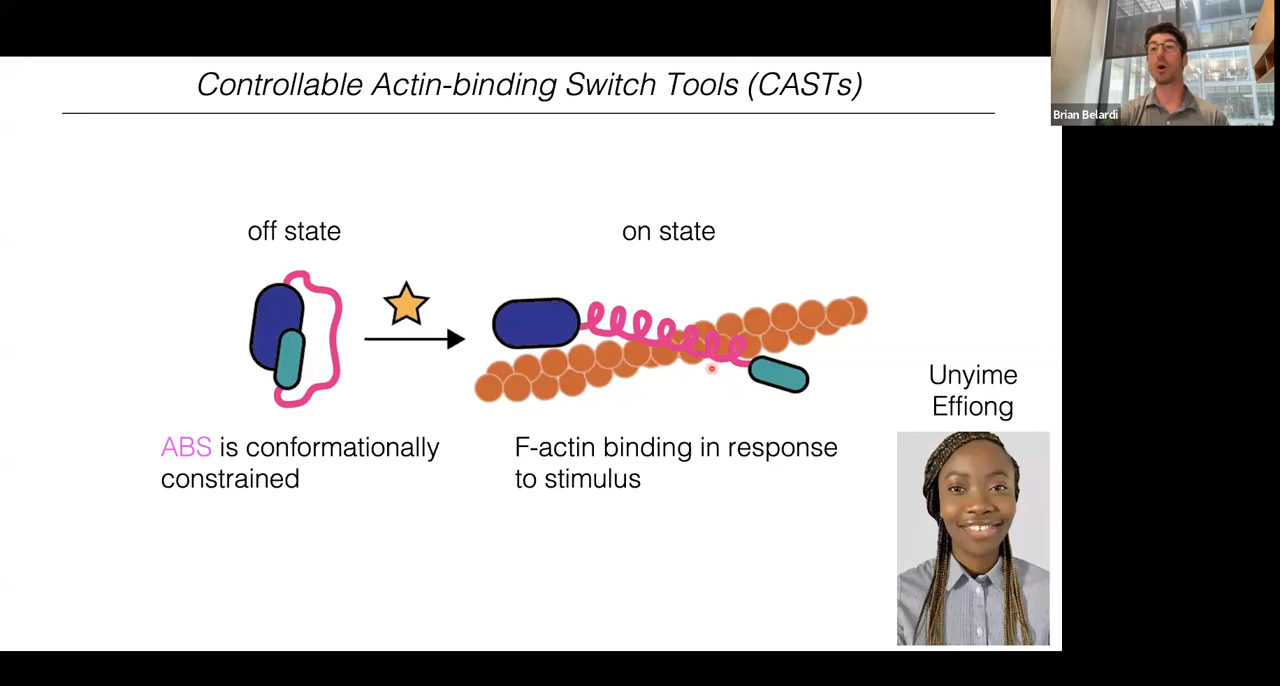 Controllable Actin-binding Switch Tools (CASTs)
Brian Belardi
off state
on state
ABS is conformationally
constrained
F-actin binding in response
to stimulus
Unyime
Effiong